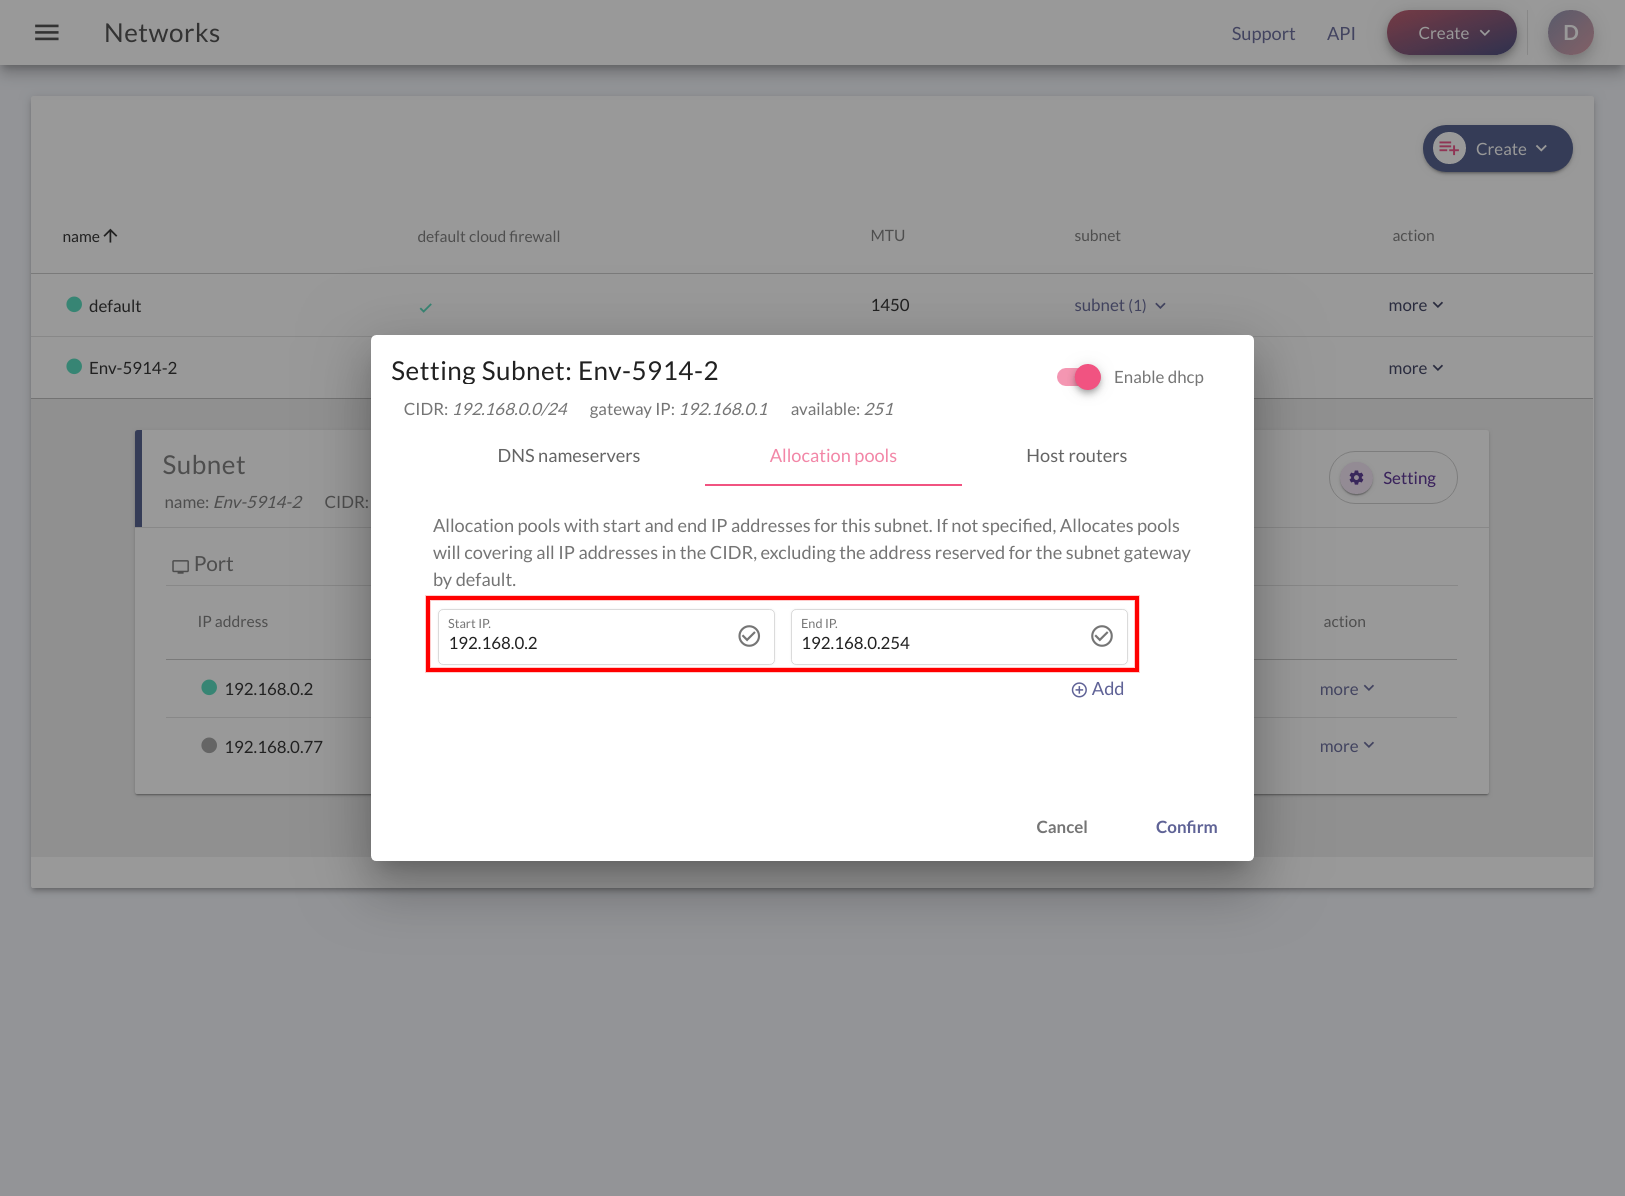 Networks
Support API Create D
Create
name default cloud firewall MTU subnet action
default 1450 subnet (1) more
Env-5914-2 more
Setting Subnet: Env-5914-2 Enable dhcp
CIDR: 192.168.0.0/24 gateway IP: 192.168.0.1 available: 251
DNS nameservers Allocation pools Host routers
Allocation pools with start and end IP addresses for this subnet. If not specified, Allocates pools
will covering all IP addresses in the CIDR, excluding the address reserved for the subnet gateway
by default.
Start IP. End IP.
192.168.0.2 192.168.0.254
Add
Cancel Confirm
Subnet
name: Env-5914-2 CIDR:
Setting
Port
IP address action
192.168.0.2 more
192.168.0.77 more